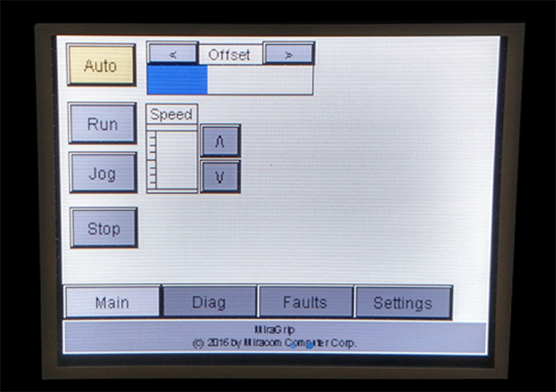 Auto
< Offset >
Run
Speed
Λ
Jog
V
Stop
Main Diag Faults Settings
MiraGrip
(c) 2016 by Miracom Computer Corp.